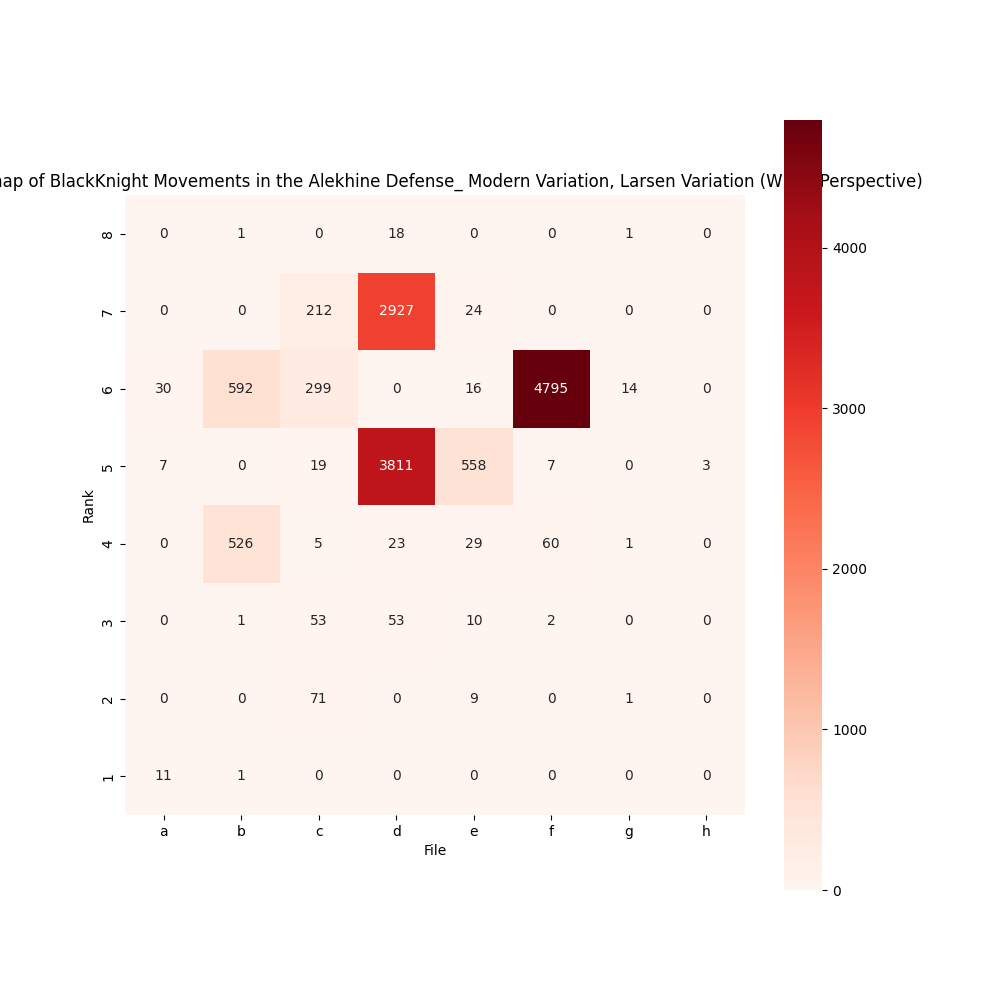 ap of BlackKnight Movements in the Alekhine Defense_ Modern Variation, Larsen Variation (W Perspective)
8 0 1 0 18 0 0 1 0
7 0 0 212 2927 24 0 0 0
6 30 592 299 0 16 4795 14 0
5 7 0 19 3811 558 7 0 3
Rank
4 0 526 5 23 29 60 1 0
3 0 1 53 53 10 2 0 0
2 0 0 71 0 9 0 1 0
1 11 1 0 0 0 0 0 0
a b c d e f g h
File
4000
3000
2000
1000
0